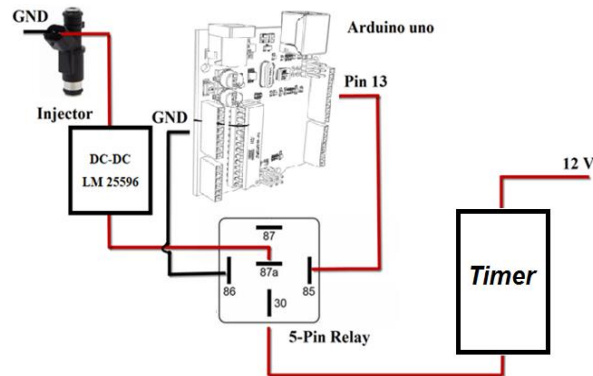 GND
Arduino uno
Pin 13
Injector
GND
DC-DC
LM 25596
12 V
Timer
87
87a
86
85
30
5-Pin Relay